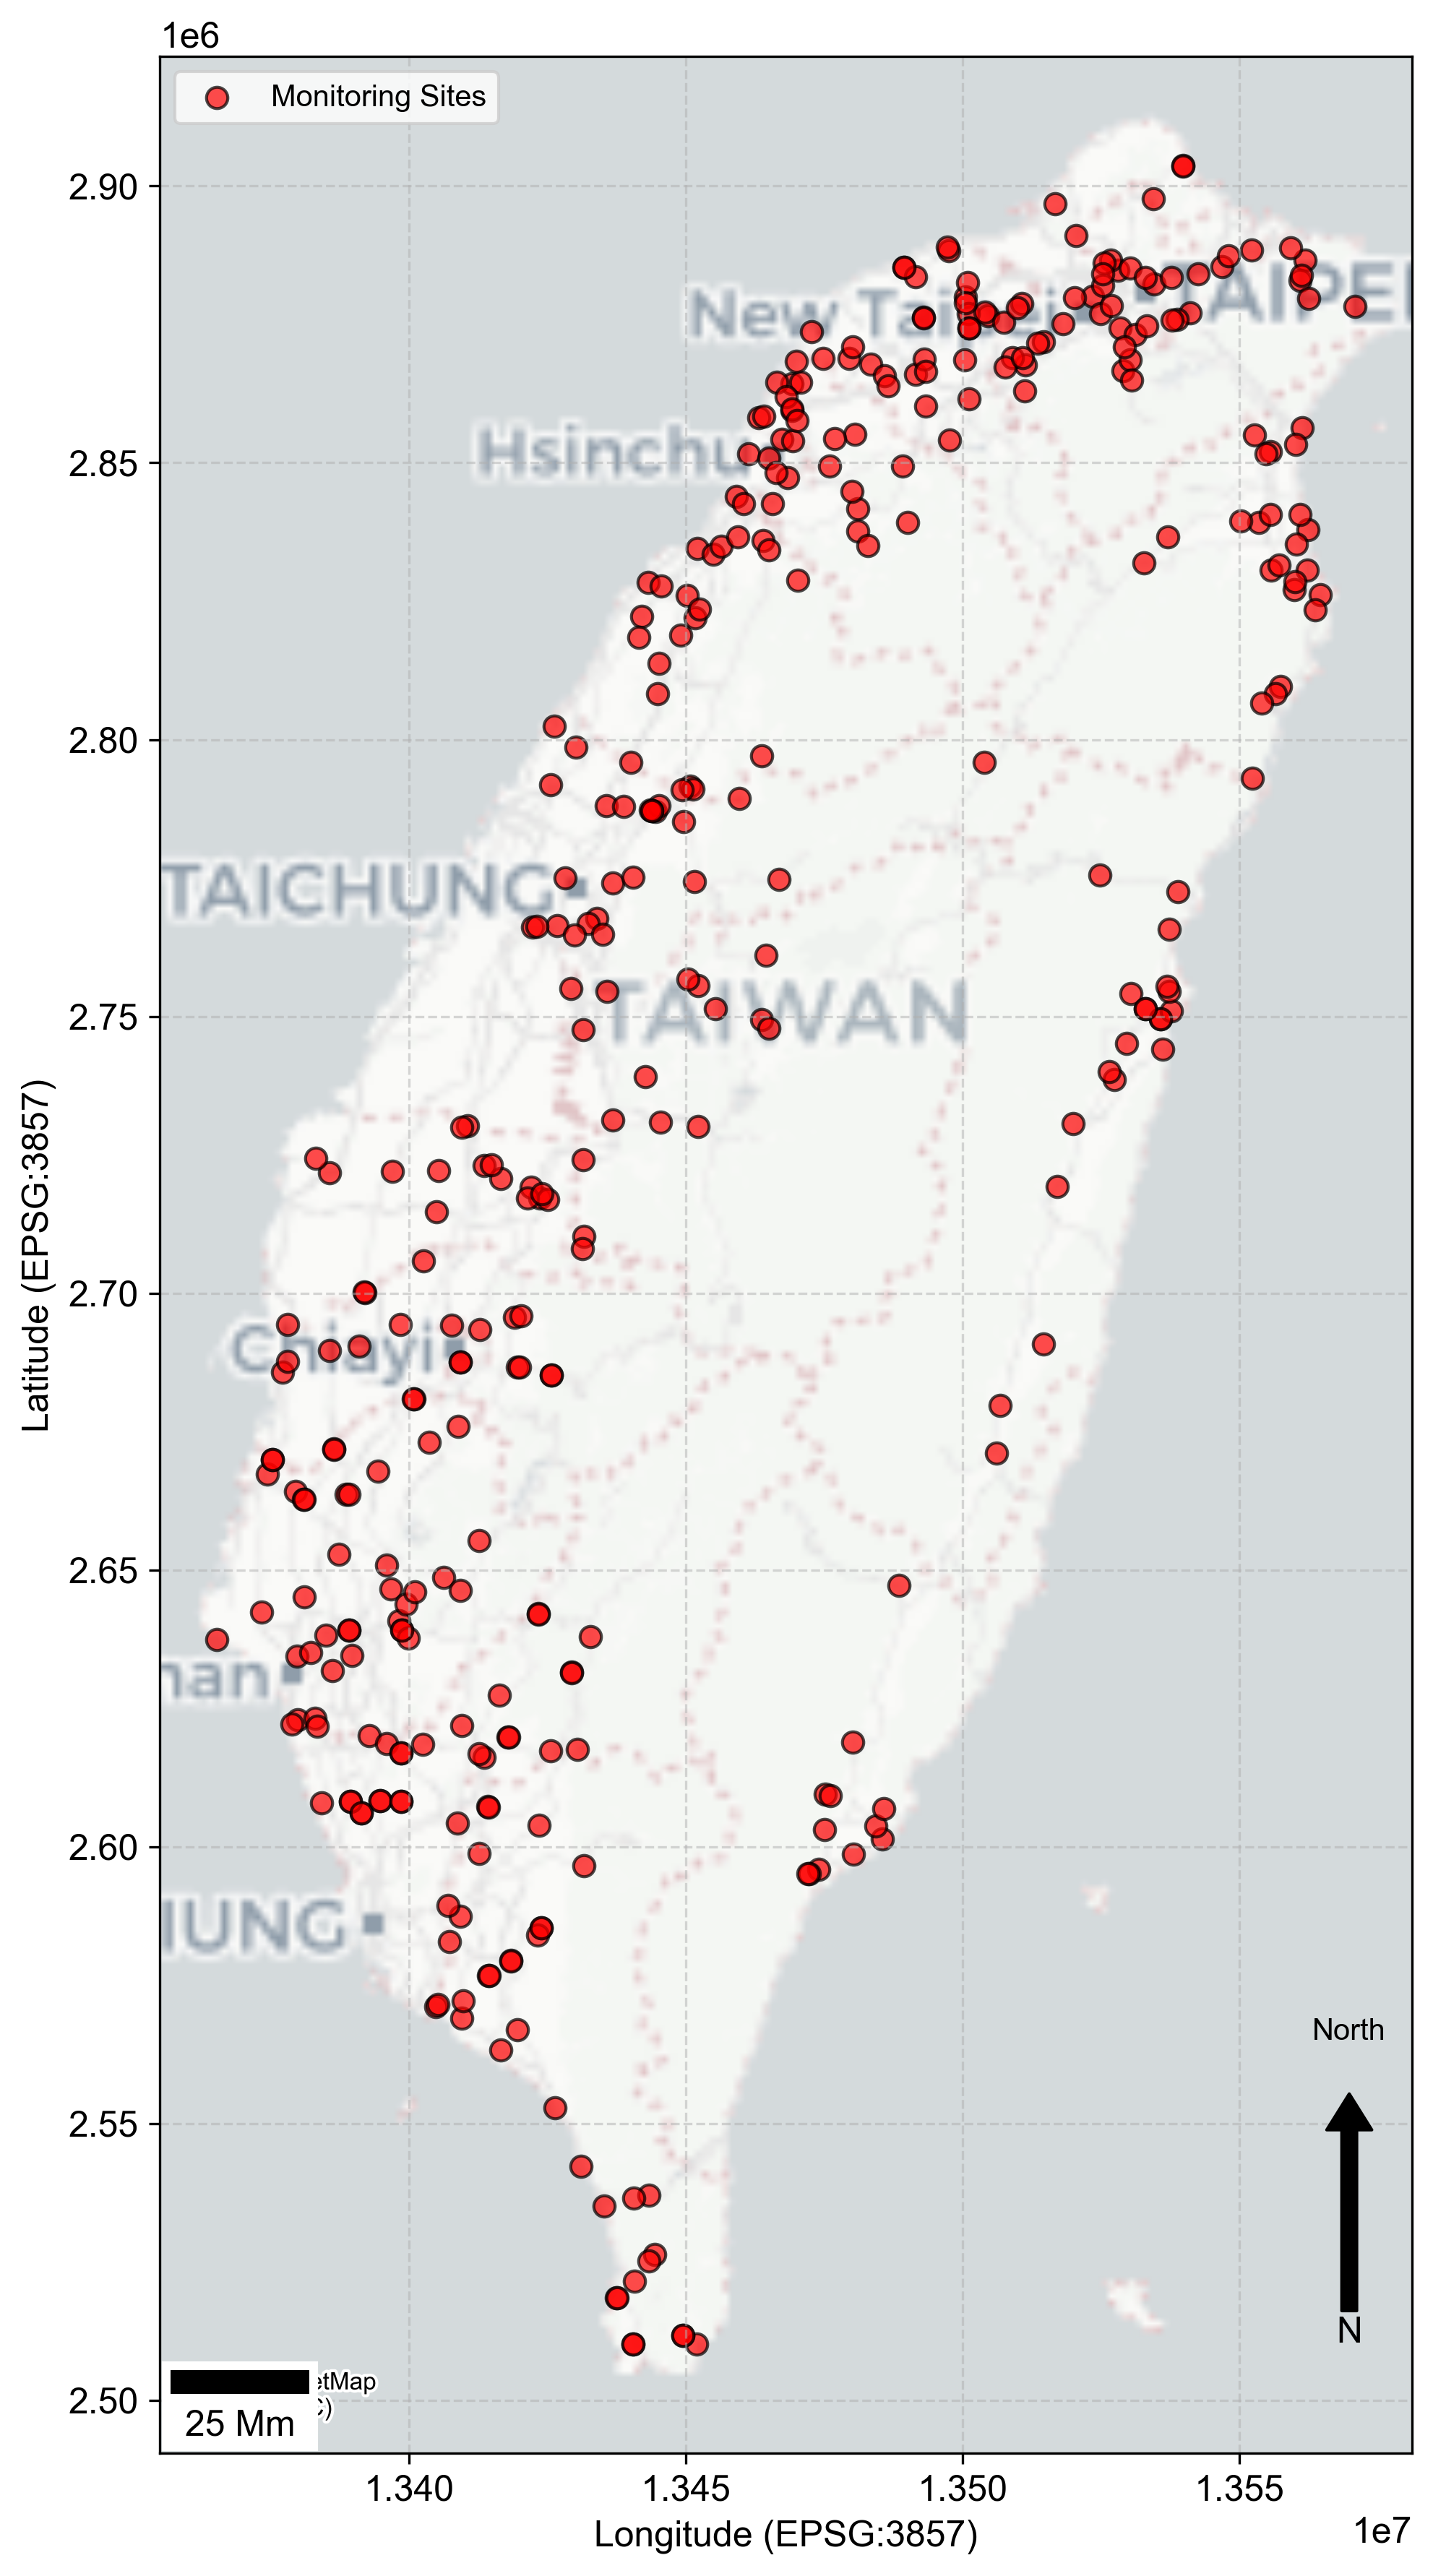 1e6
Monitoring Sites
2.90
New Taipei
TAIPEI
2.85
Hsinchu
2.80
TAICHUNG
TAIWAN
2.75
Latitude (EPSG:3857)
2.70
Chiayi
2.65
nan
2.60
IUNG
North
2.55
N
etMap
C)
25 Mm
2.50
1.340
1.345
1.350
1.355
Longitude (EPSG:3857)
1e7